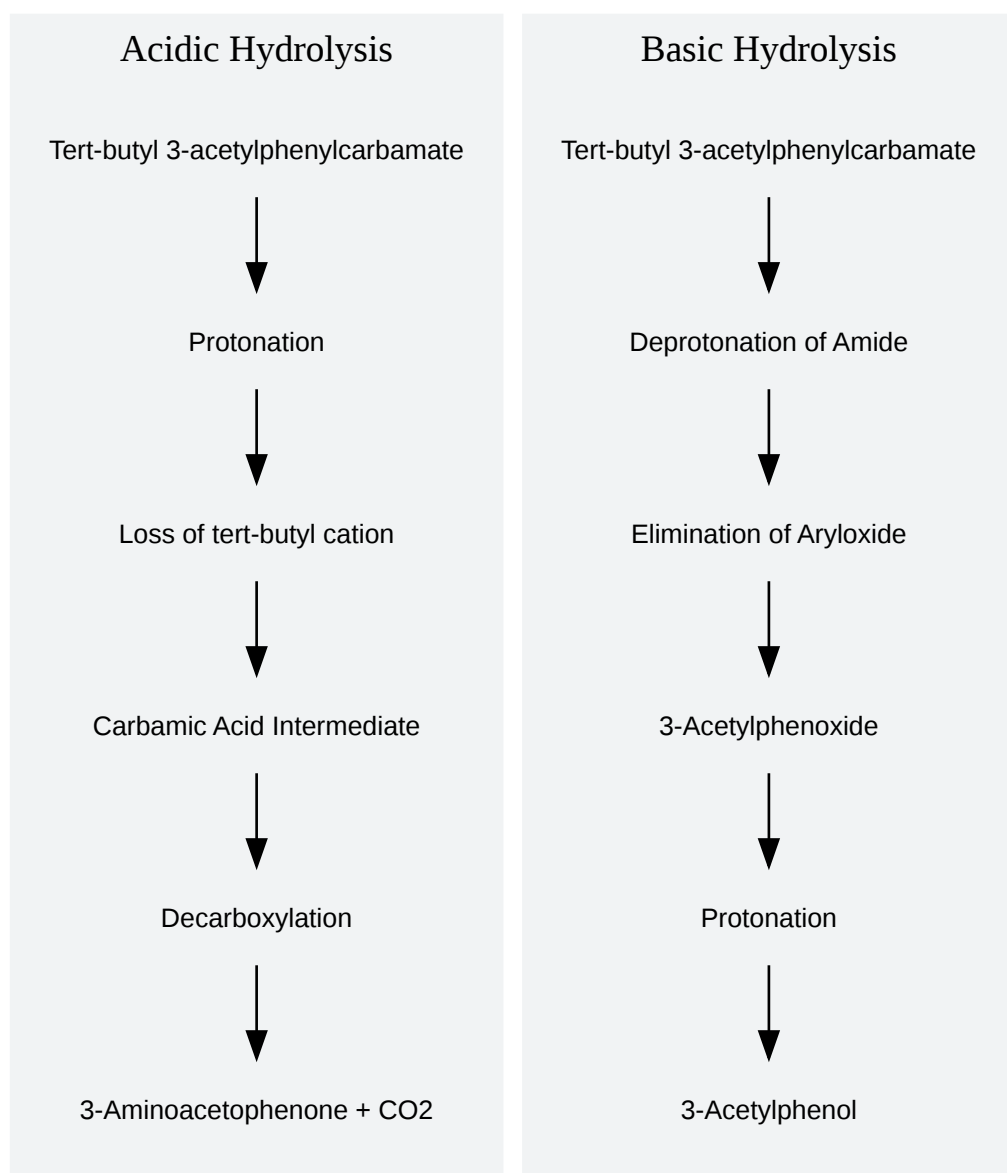 Acidic Hydrolysis
Tert-butyl 3-acetylphenylcarbamate
Protonation
Loss of tert-butyl cation
Carbamic Acid Intermediate
Decarboxylation
3-Aminoacetophenone + CO2
Basic Hydrolysis
Tert-butyl 3-acetylphenylcarbamate
Deprotonation of Amide
Elimination of Aryloxide
3-Acetylphenoxide
Protonation
3-Acetylphenol